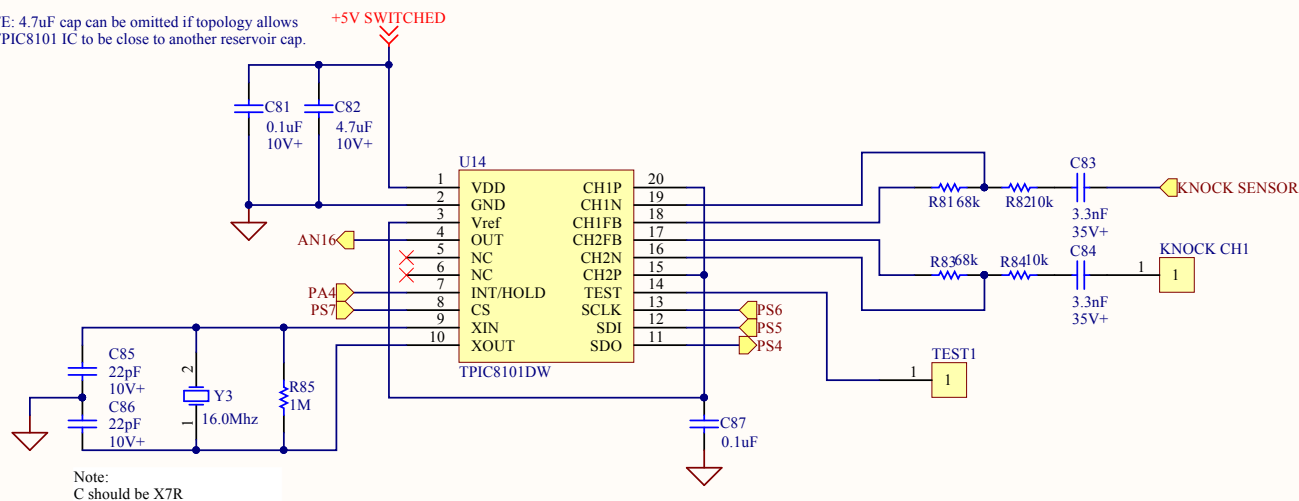 E: 4.7uF cap can be omitted if topology allows
TPIC8101 IC to be close to another reservoir cap.
+5V SWITCHED
C81
0.1uF
10V+
C82
4.7uF
10V+
U14
1 VDD
2 GND
3 Vref
4 OUT
5 NC
6 NC
7 INT/HOLD
8 CS
9 XIN
10 XOUT
CH1P 20
CH1N 19
CH1FB 18
CH2FB 17
CH2N 16
CH2P 15
TEST 14
SCLK 13
SDI 12
SDO 11
TPIC8101DW
AN16
PA4
PS7
PS6
PS5
PS4
R81 68k
R82 10k
C83
3.3nF
35V+
KNOCK SENSOR
R83 68k
R84 10k
C84
3.3nF
35V+
KNOCK CH1
1 1
TEST1
1 1
C85
22pF
10V+
C86
22pF
10V+
2
Y3
16.0Mhz
1
R85
1M
C87
0.1uF
Note:
C should be X7R